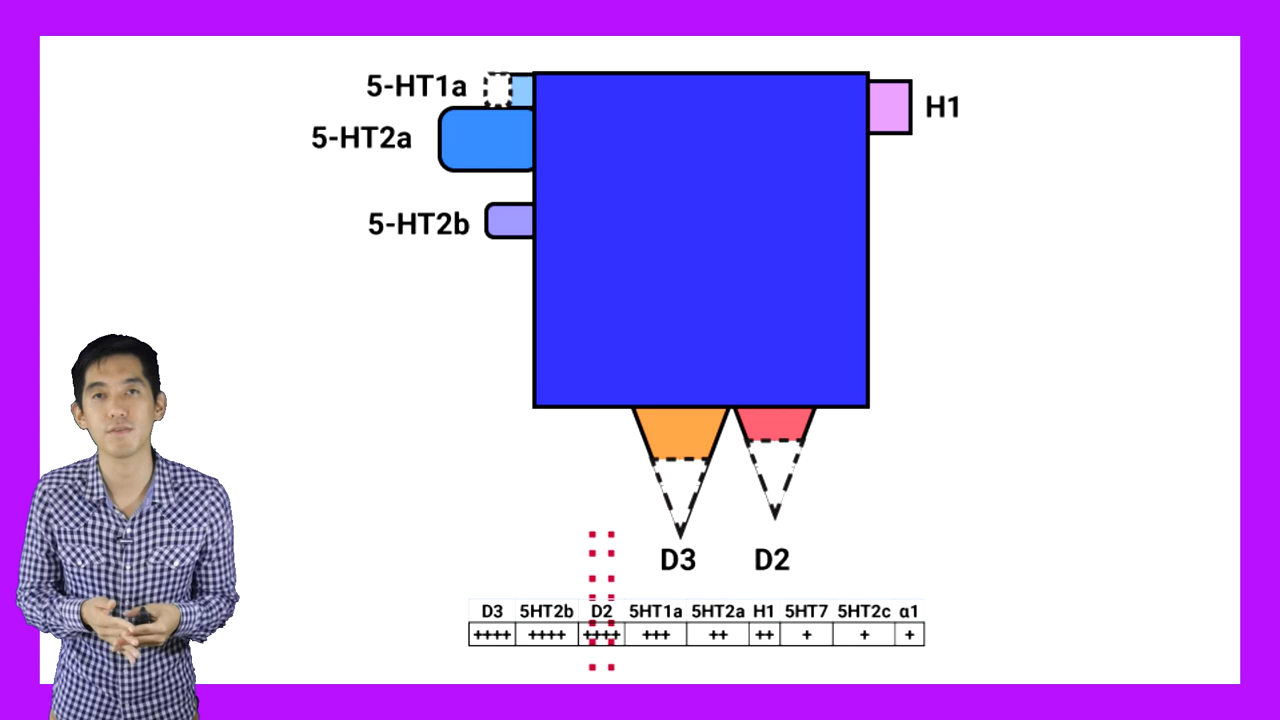 5-HT1a
H1
5-HT2a
5-HT2b
D3 D2
D3 5HT2b D2 5HT1a 5HT2a H1 5HT7 5HT2c α1
++++ ++++ ++++ +++ ++ ++ + + +